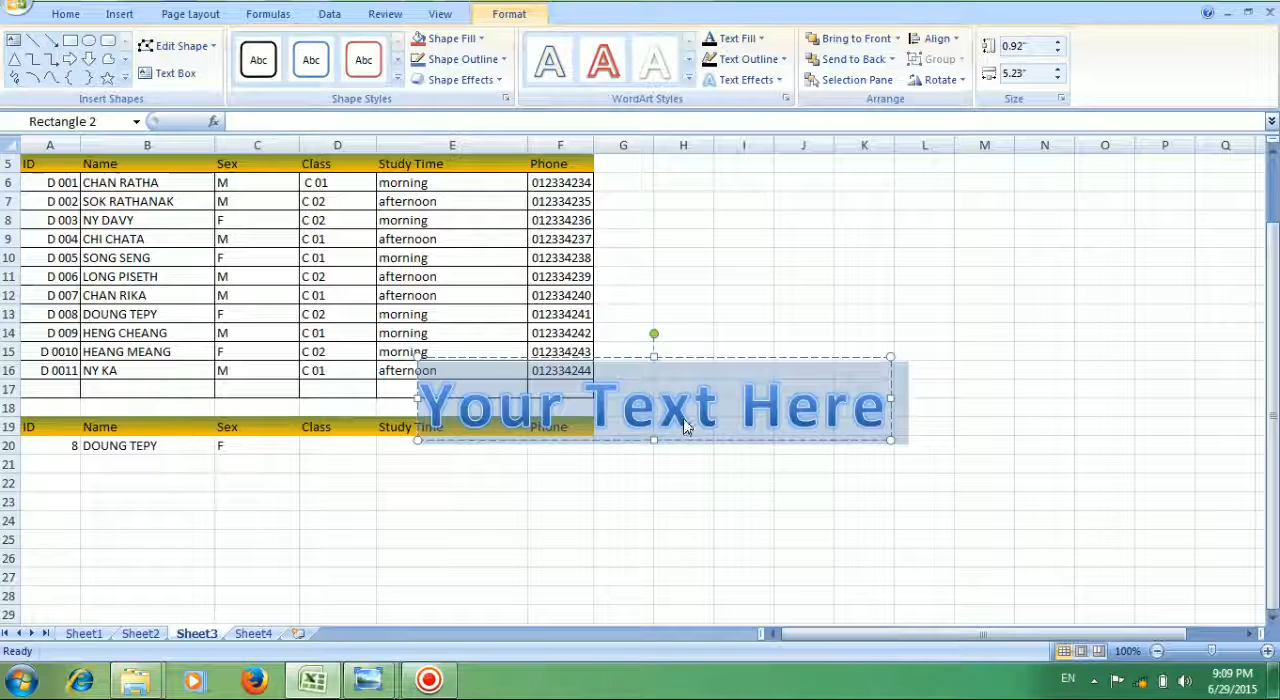 Home Insert Page Layout Formulas Data Review View Format
Edit Shape Abc Abc Abc Shape Fill A A A Text Fill Bring to Front Align 0.92"
Text Box Shape Outline Text Outline Send to Back Group 5.23"
Shape Effects Text Effects Selection Pane Rotate
Insert Shapes Shape Styles WordArt Styles Arrange Size
Rectangle 2 fx
A B C D E F G H I J K L M N O P Q
5 ID Name Sex Class Study Time Phone
6 D 001 CHAN RATHA M C 01 morning 012334234
7 D 002 SOK RATHANAK M C 02 afternoon 012334235
8 D 003 NY DAVY F C 02 morning 012334236
9 D 004 CHI CHATA M C 01 afternoon 012334237
10 D 005 SONG SENG F C 01 morning 012334238
11 D 006 LONG PISETH M C 02 afternoon 012334239
12 D 007 CHAN RIKA M C 01 afternoon 012334240
13 D 008 DOUNG TEPY F C 02 morning 012334241
14 D 009 HENG CHEANG M C 01 morning 012334242
15 D 0010 HEANG MEANG F C 02 morning 012334243
16 D 0011 NY KA M C 01 afternoon 012334244
17
Your Text Here
18
19 ID Name Sex Class Study Time Phone
20 8 DOUNG TEPY F
21
22
23
24
25
26
27
28
29
Sheet1 Sheet2 Sheet3 Sheet4
Ready 100%
EN 9:09 PM
6/29/2015